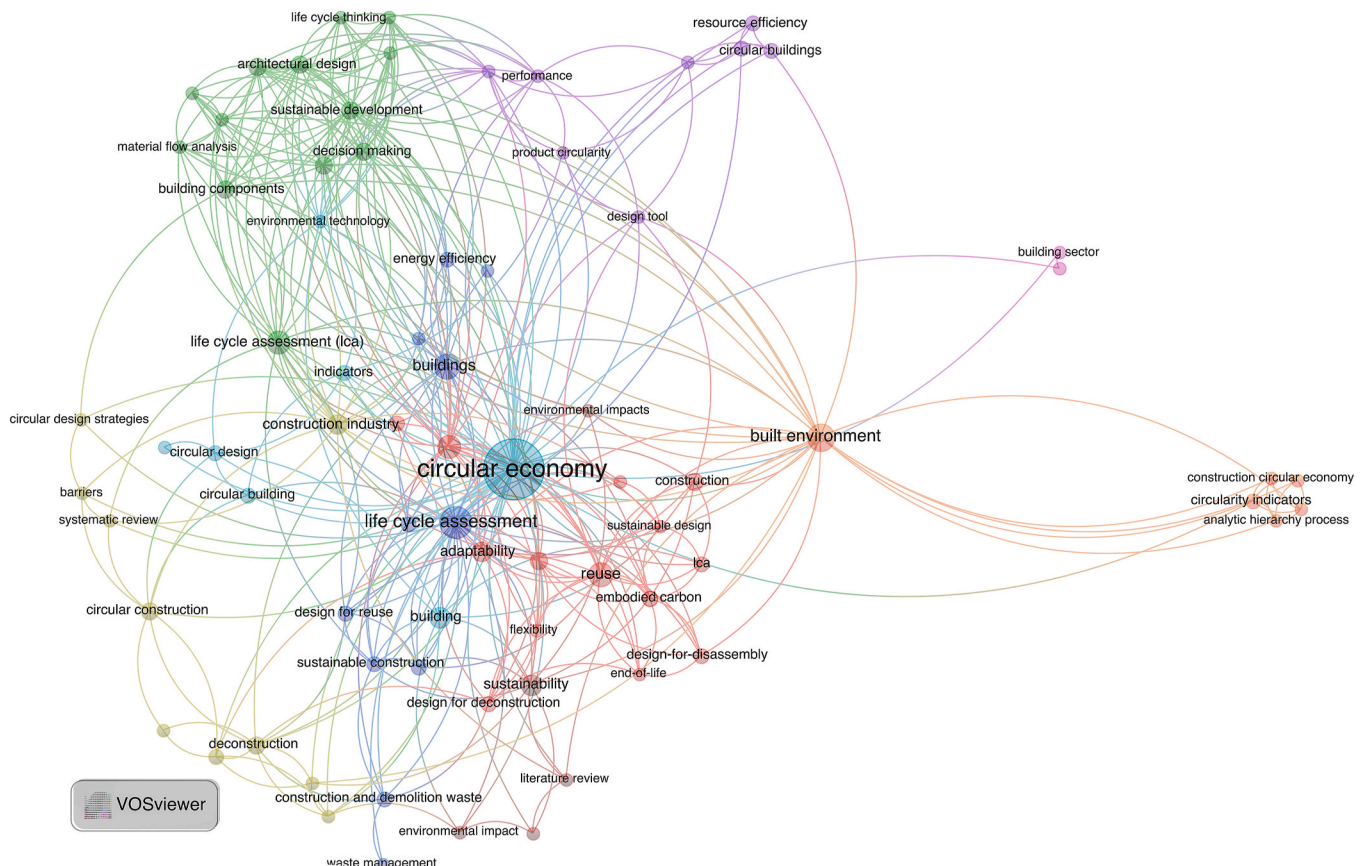 life cycle thinking
resource efficiency
circular buildings
architectural design
performance
sustainable development
material flow analysis
decision making
product circularity
building components
environmental technology
design tool
energy efficiency
building sector
life cycle assessment (lca)
buildings
indicators
circular design strategies
construction industry
environmental impacts
built environment
circular design
circular economy
construction circular economy
barriers
circular building
construction
circularity indicators
systematic review
life cycle assessment
sustainable design
analytic hierarchy process
adaptability
lca
reuse
circular construction
design for reuse
building
embodied carbon
flexibility
sustainable construction
design-for-disassembly
sustainability
end-of-life
design for deconstruction
deconstruction
literature review
construction and demolition waste
VOSviewer
environmental impact
waste management